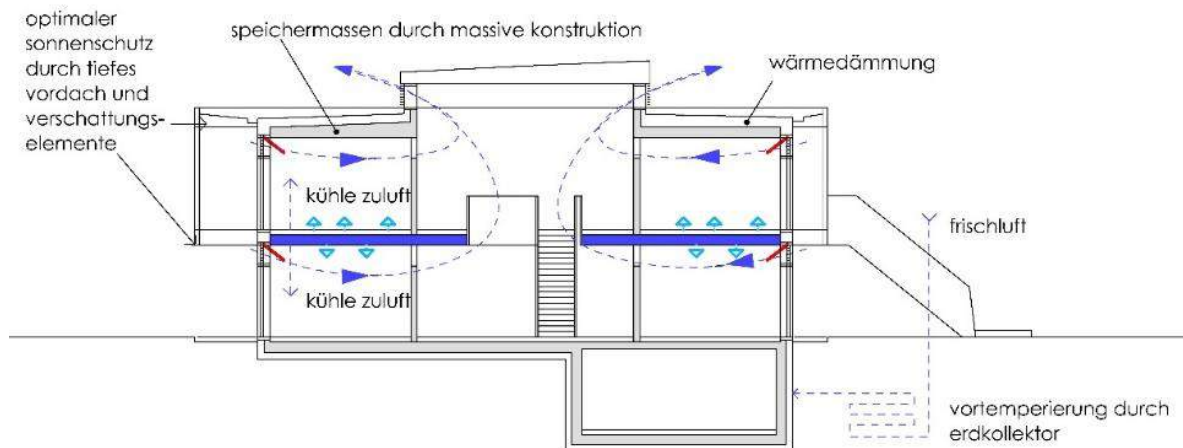 optimaler
sonnenschutz
durch tiefes
vordach und
verschattungs-
elemente
speichermassen durch massive konstruktion
wärmedämmung
kühle zuluft
kühle zuluft
frischluft
vortemperierung durch
erdkollektor